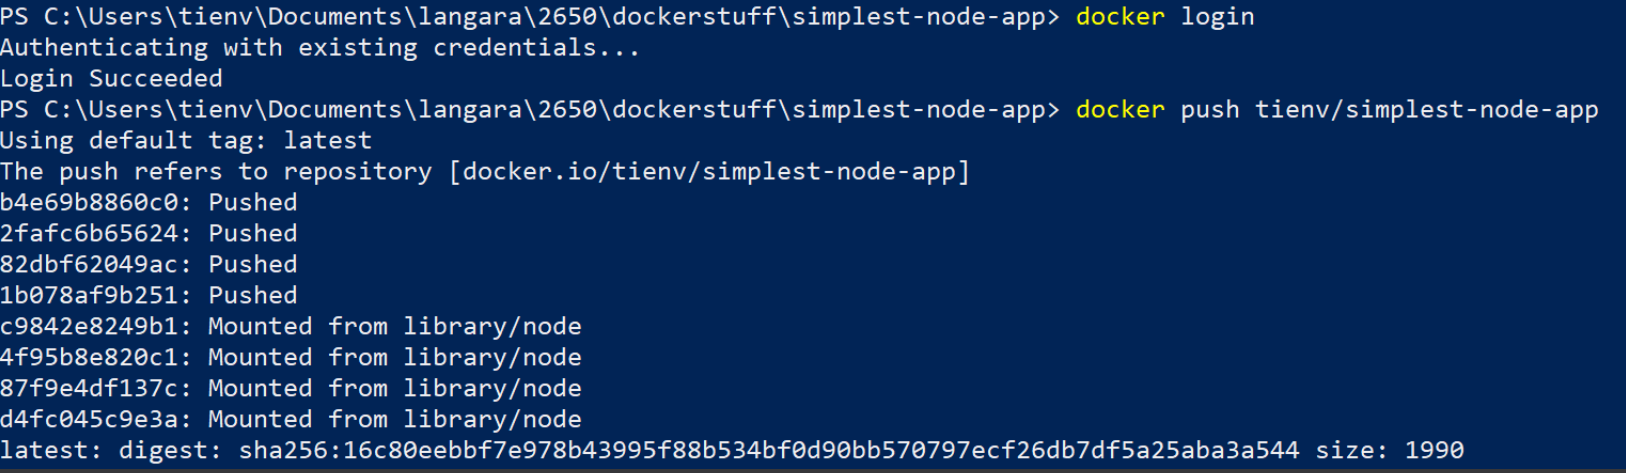 PS C:\Users\tienv\Documents\langara\2650\dockerstuff\simplest-node-app> docker login
Authenticating with existing credentials...
Login Succeeded
PS C:\Users\tienv\Documents\langara\2650\dockerstuff\simplest-node-app> docker push tienv/simplest-node-app
Using default tag: latest
The push refers to repository [docker.io/tienv/simplest-node-app]
b4e69b8860c0: Pushed
2fafc6b65624: Pushed
82dbf62049ac: Pushed
1b078af9b251: Pushed
c9842e8249b1: Mounted from library/node
4f95b8e820c1: Mounted from library/node
87f9e4df137c: Mounted from library/node
d4fc045c9e3a: Mounted from library/node
latest: digest: sha256:16c80eebbf7e978b43995f88b534bf0d90bb570797ecf26db7df5a25aba3a544 size: 1990